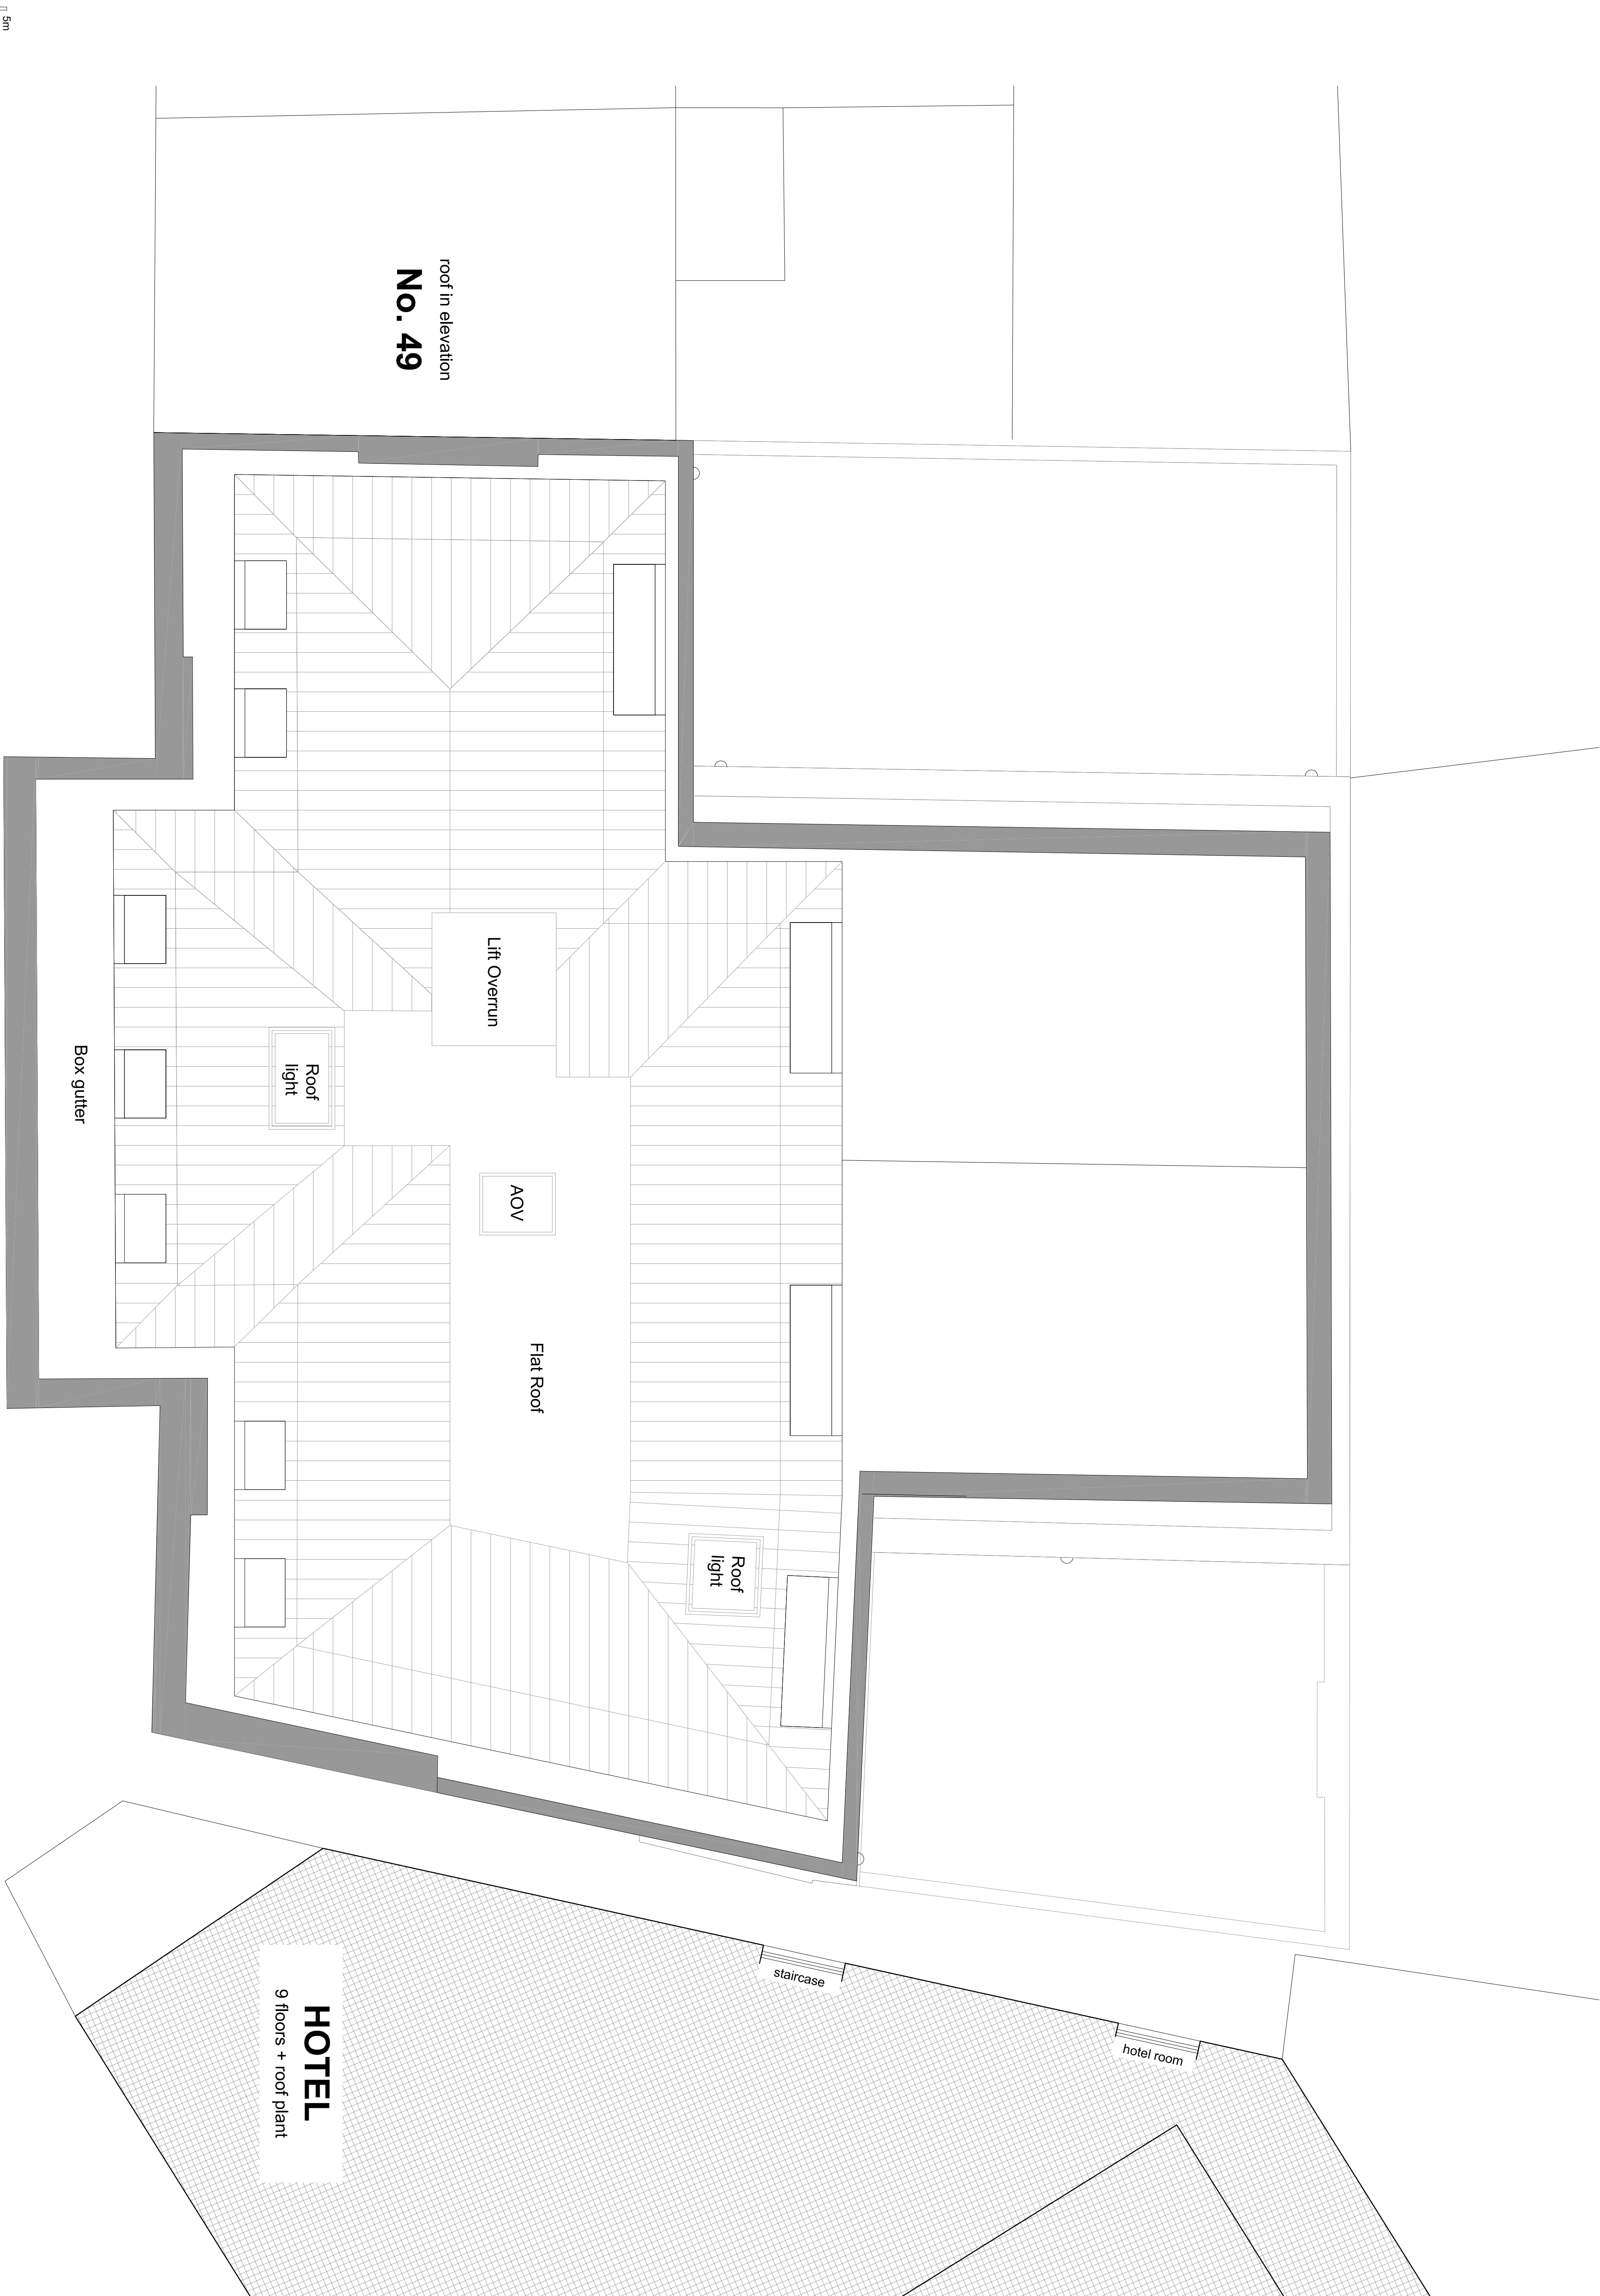 5m
roof in elevation
No. 49
Lift Overrun
Roof
light
Box gutter
AOV
Flat Roof
Roof
light
staircase
hotel room
HOTEL
9 floors + roof plant